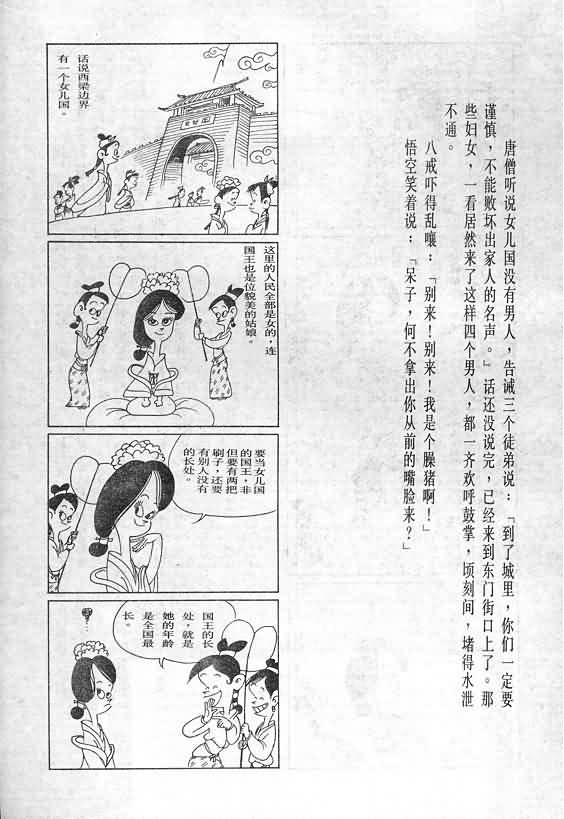 唐僧听说女儿国没有男人，告诫三个徒弟说：「到了城里，你们一定要
谨慎，不能败坏出家人的名声。」话还没说完，已经来到东门街口上了。那
些妇女，一看居然来了这样四个男人，都一齐欢呼鼓掌，顷刻间，堵得水泄
不通。
八戒吓得乱嚷：「别来！别来！我是个臊猪啊！」
悟空笑着说：「呆子，何不拿出你从前的嘴脸来？」
话说西梁边界
有一个女儿国。
这里的人民全部是女的，连
国王也是位貌美的姑娘。
要当女儿国
的国王，非
但要有两把
刷子，还要
有别人没有
的长处。
国王的长
处，就是
她的年龄
是全国最
长。